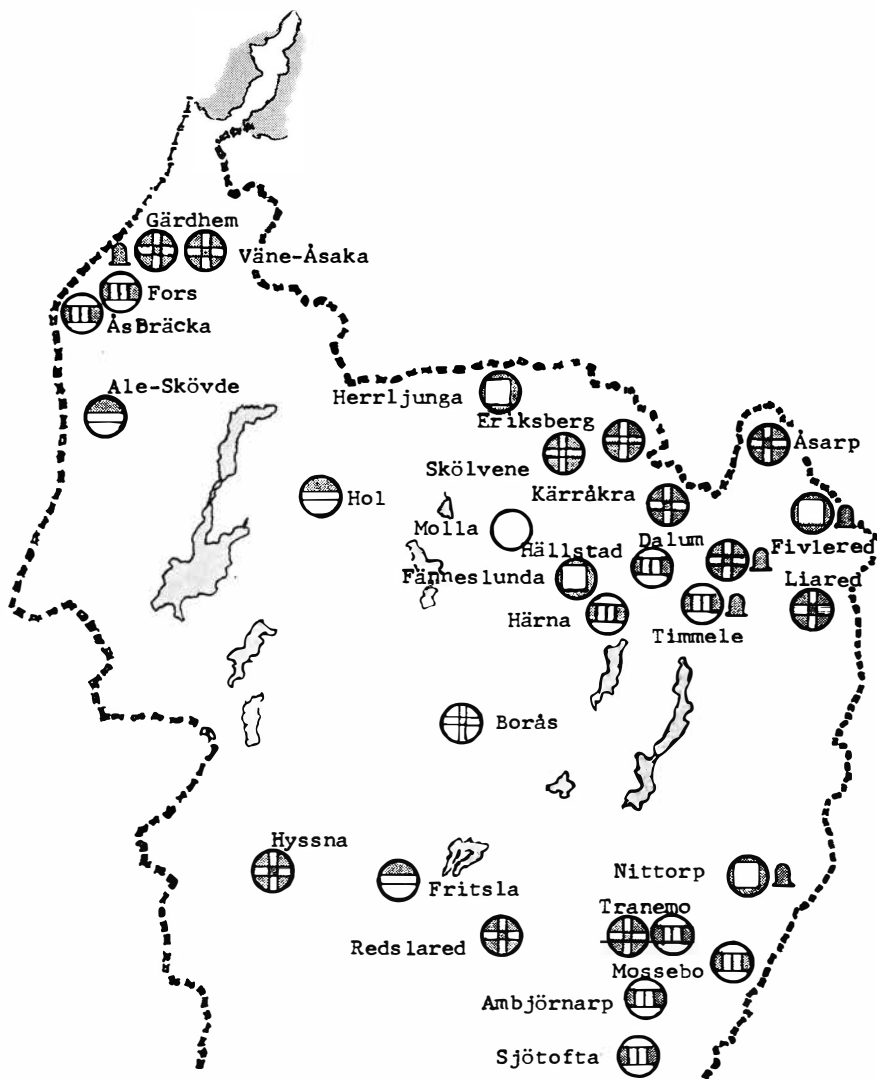 Gärdhem
Väne-Åsaka
Fors
Åsbräcka
Ale-Skövde
Herrljunga
Eriksberg
Åsarp
Skölvene
Kärråkra
Hol
Molla
Dalum
Hällstad
Fivlered
Fänneslunda
Liared
Härna
Timmele
Borås
Hyssna
Nittorp
Fritsla
Tranemo
Redslared
Mossebo
Ambjörnarp
Sjötofta